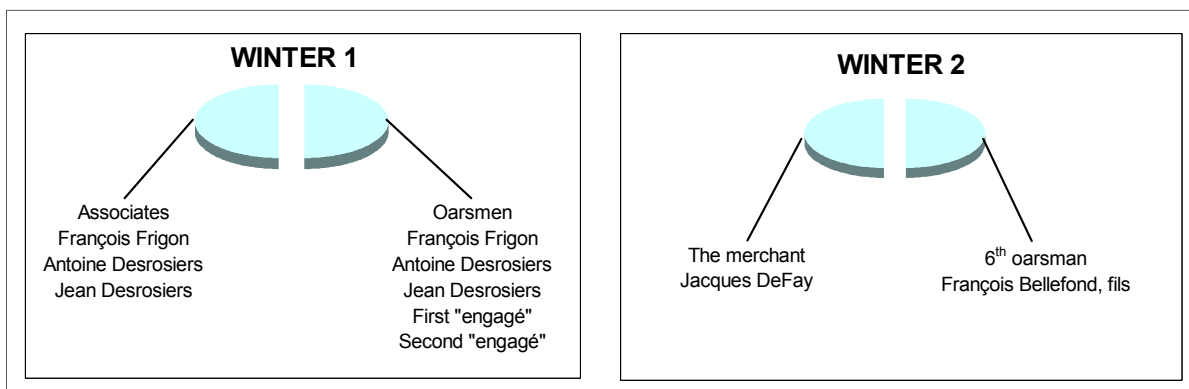 WINTER 1
Associates
François Frigon
Antoine Desrosiers
Jean Desrosiers
Oarsmen
François Frigon
Antoine Desrosiers
Jean Desrosiers
First "engagé"
Second "engagé"
WINTER 2
The merchant
Jacques DeFay
6th oarsman
François Bellefond, fils